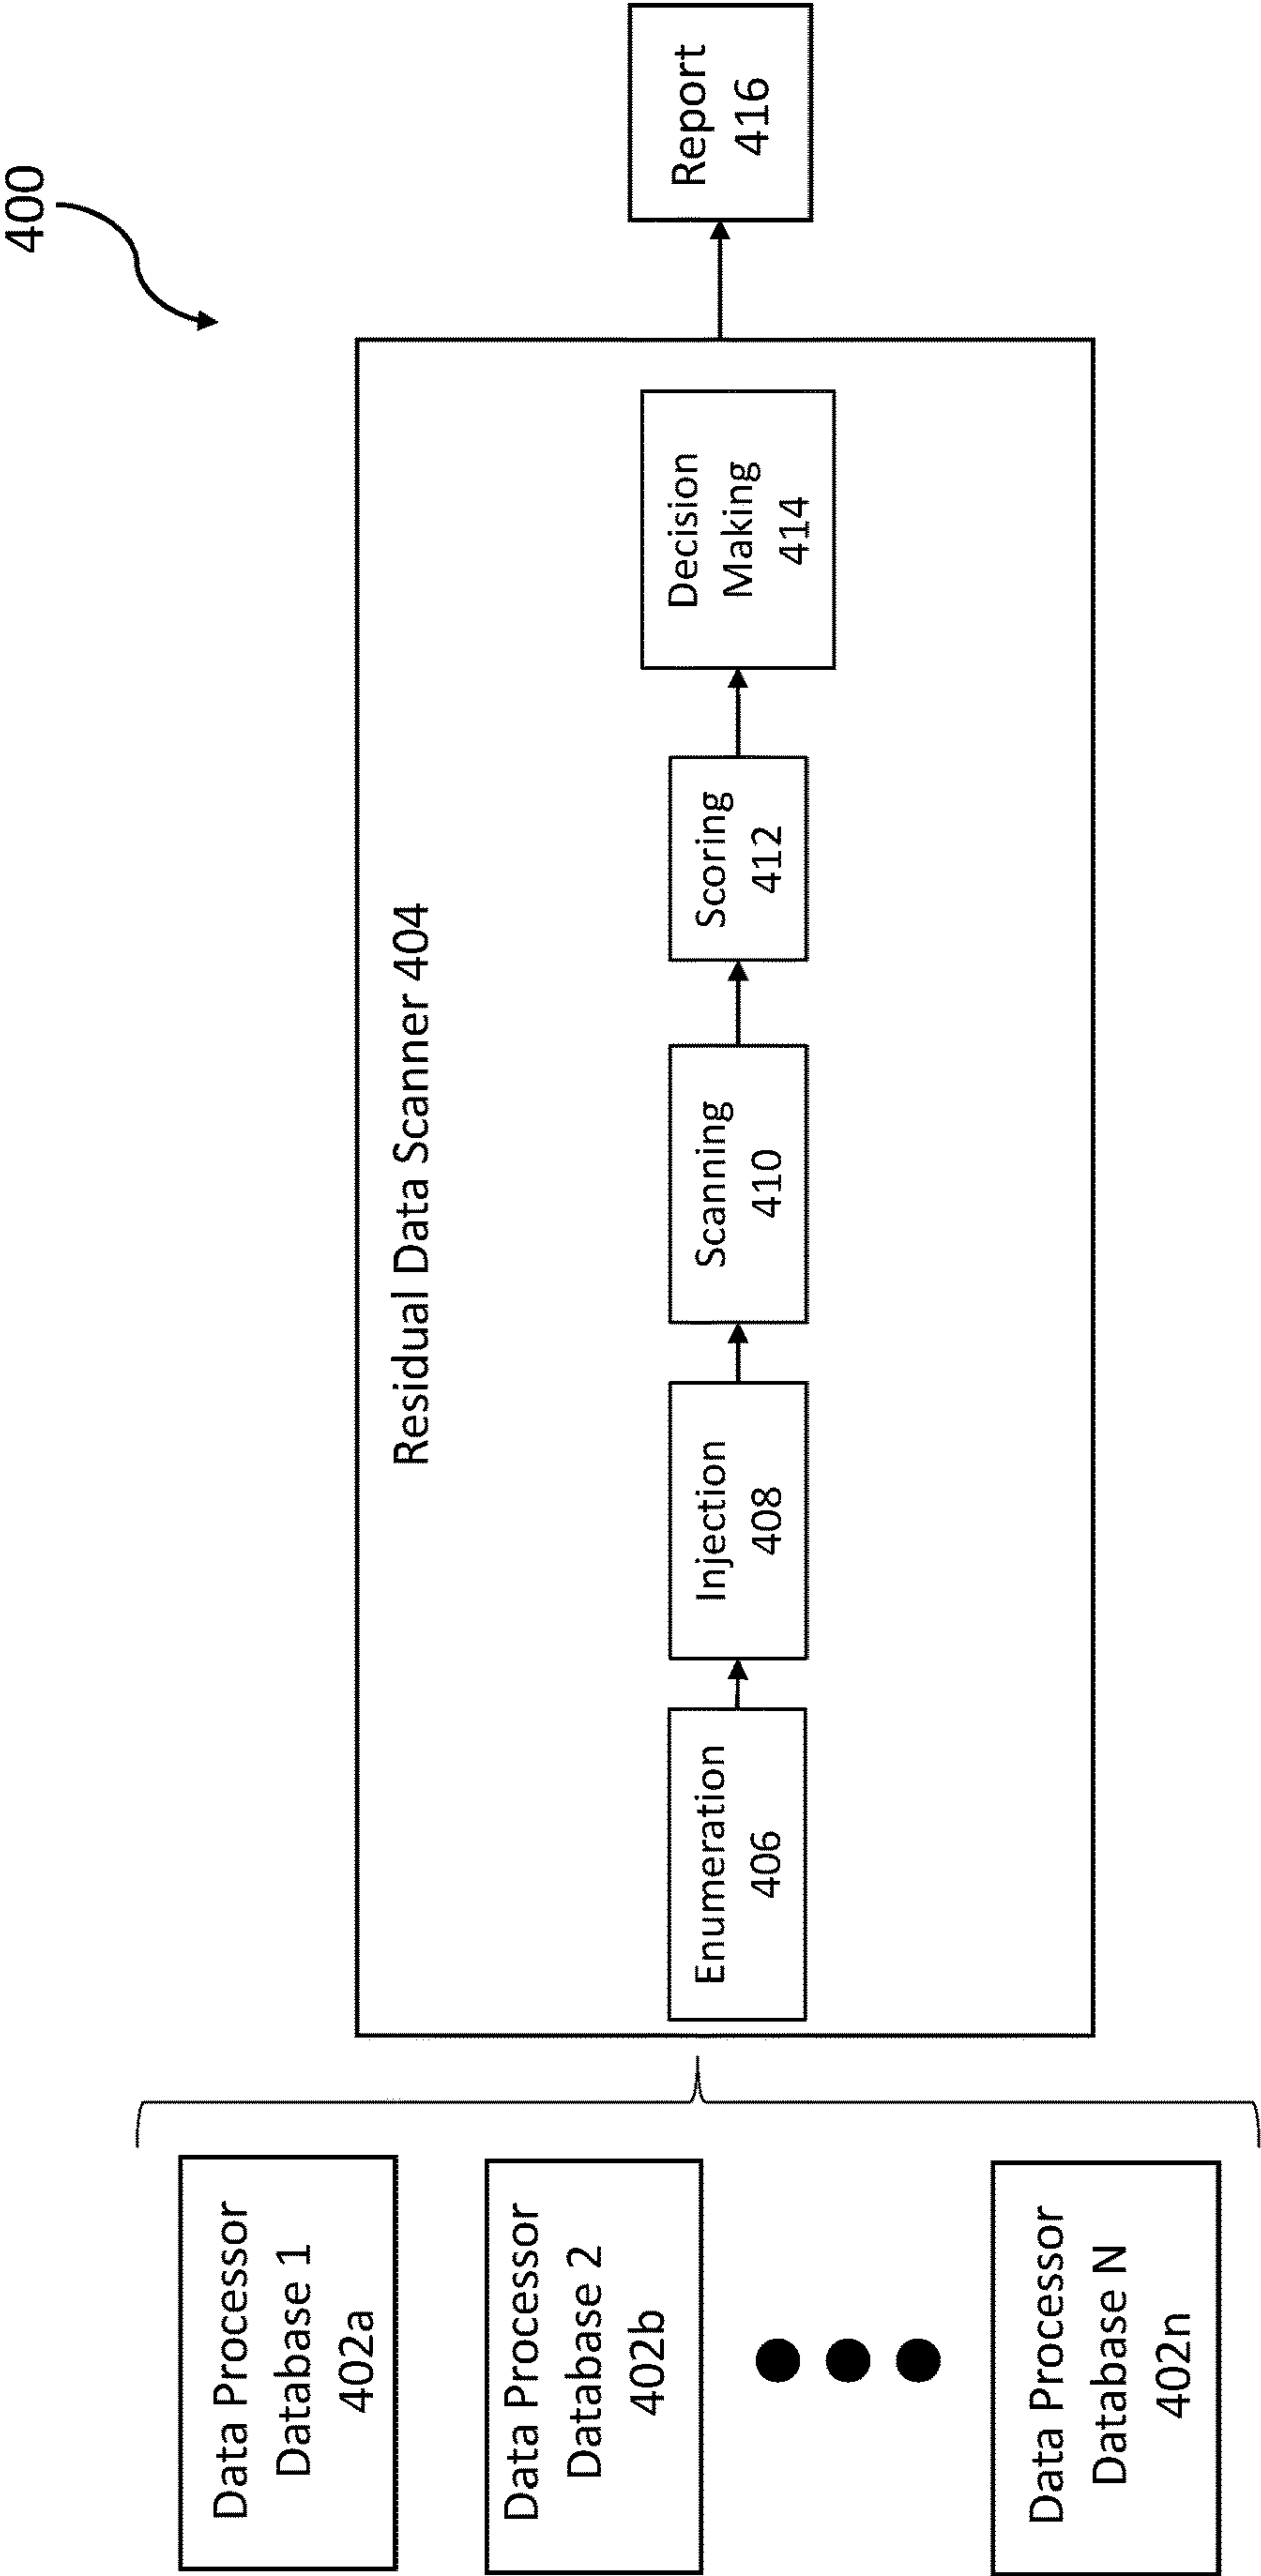 400
Data Processor
Database 1
402a
Data Processor
Database 2
402b
Data Processor
Database N
402n
Residual Data Scanner 404
Enumeration
406
Injection
408
Scanning
410
Scoring
412
Decision
Making
414
Report
416